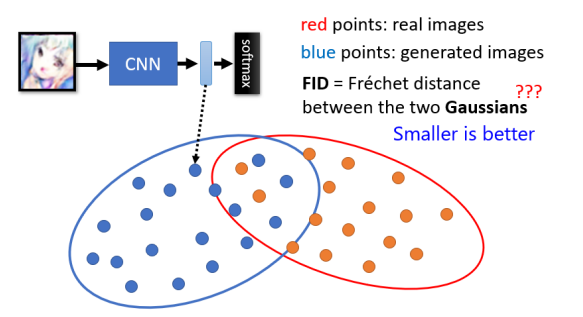 red points: real images
CNN
softmax
blue points: generated images
FID = Fréchet distance
between the two Gaussians
???
Smaller is better